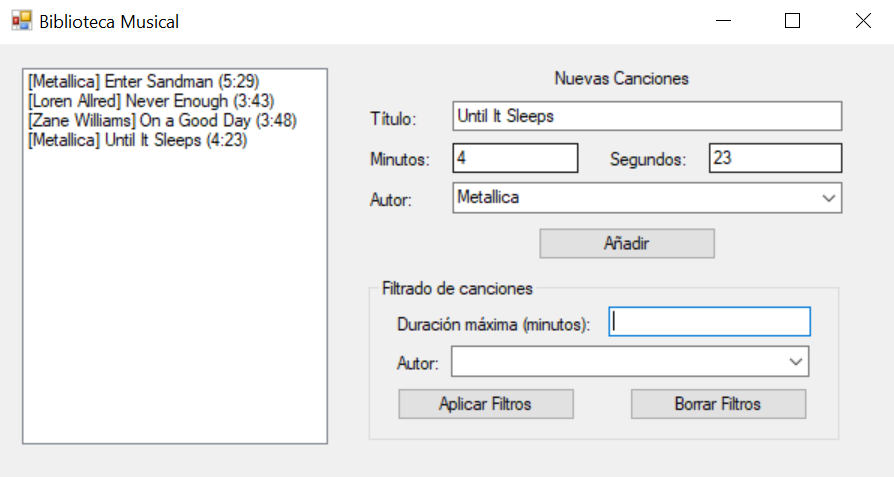 Biblioteca Musical
[Metallica] Enter Sandman (5:29)
[Loren Allred] Never Enough (3:43)
[Zane Williams] On a Good Day (3:48)
[Metallica] Until It Sleeps (4:23)
Nuevas Canciones
Título: Until It Sleeps
Minutos: 4 Segundos: 23
Autor: Metallica
Añadir
Filtrado de canciones
Duración máxima (minutos):
Autor:
Aplicar Filtros Borrar Filtros